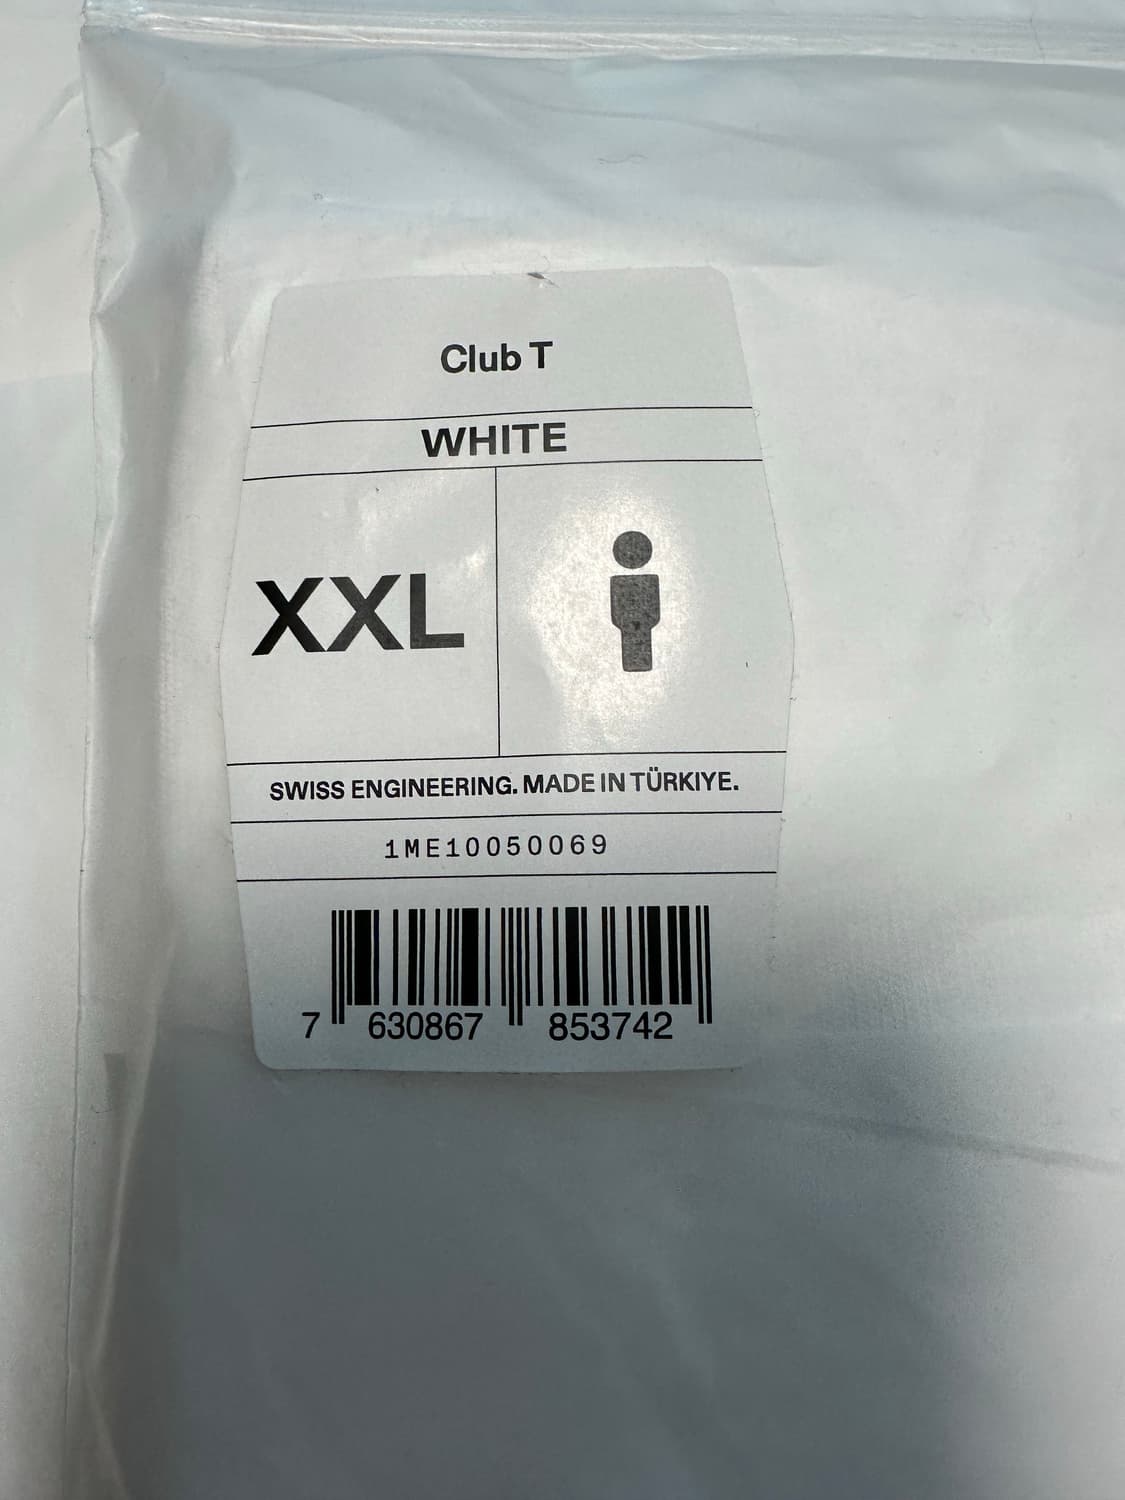 Club T
WHITE
XXL
SWISS ENGINEERING. MADE IN TÜRKIYE.
1ME10050069
7 630867 853742